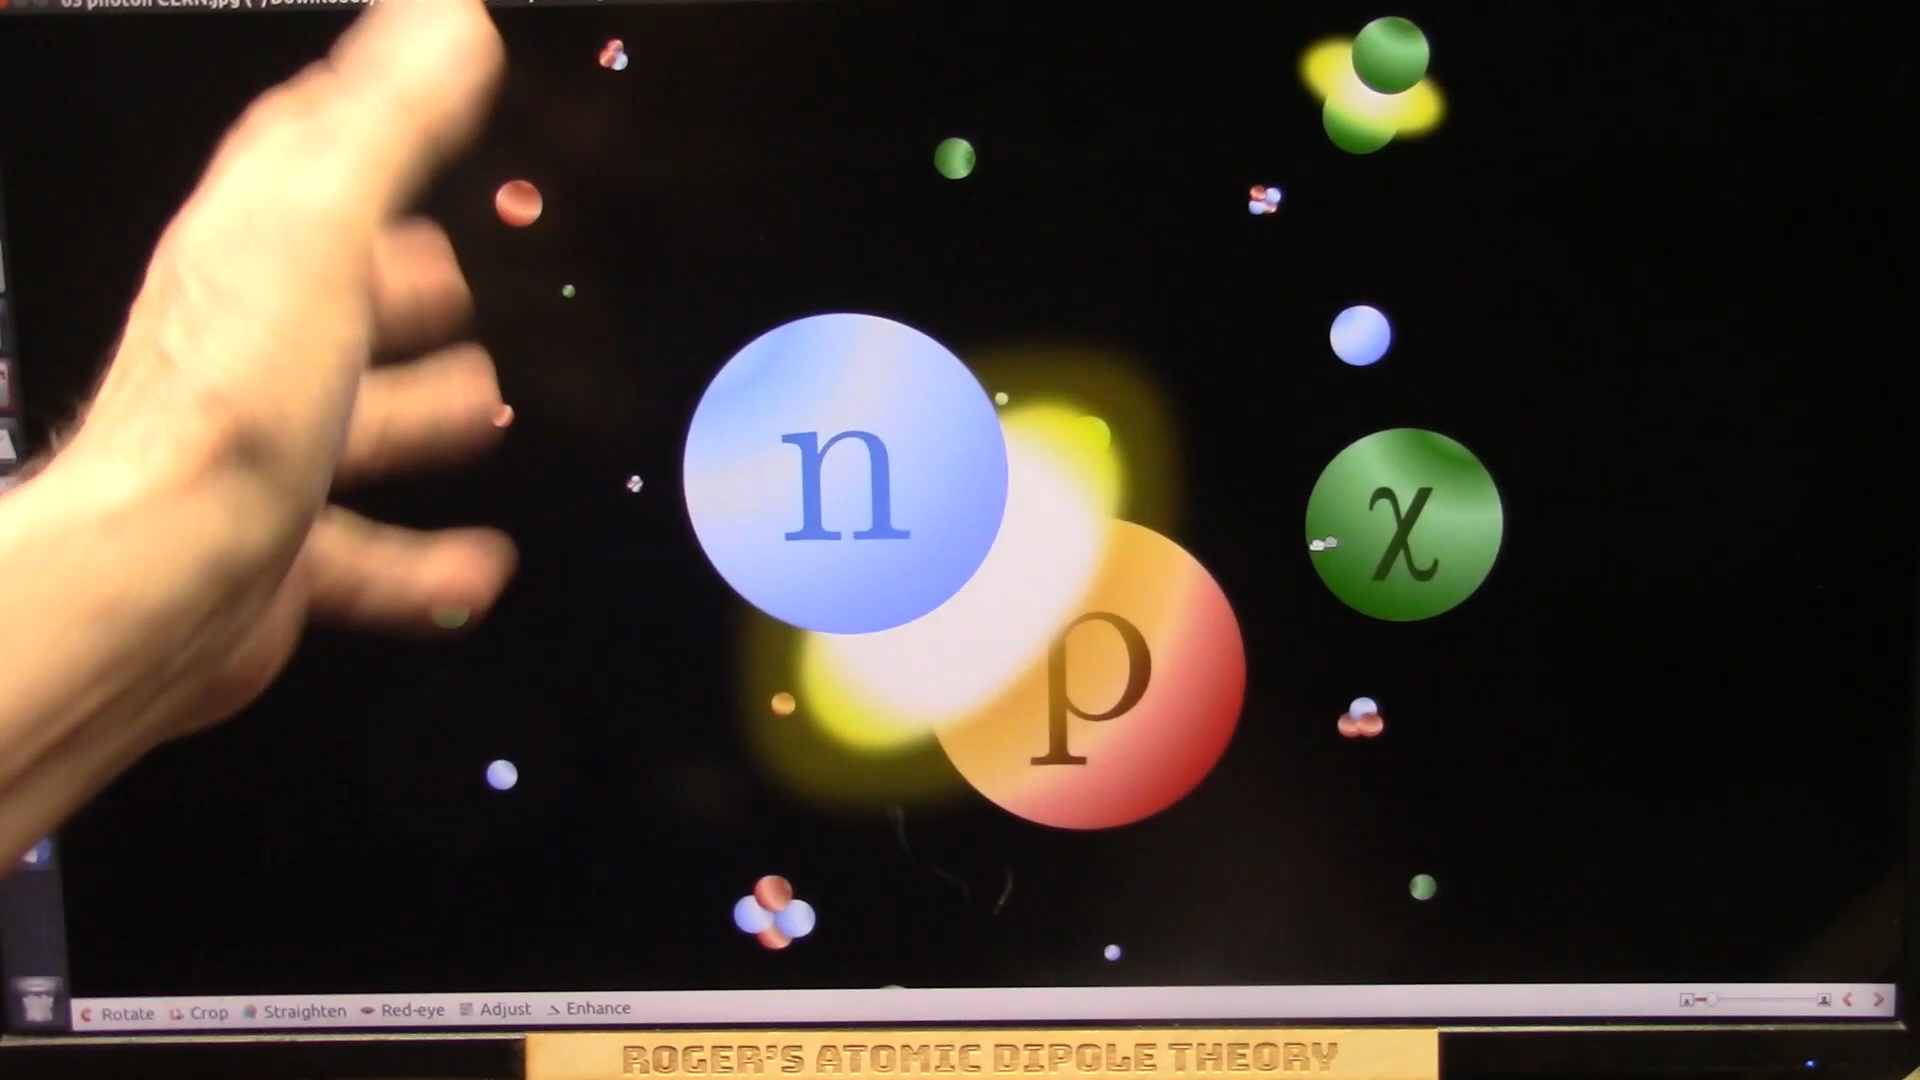 n
χ
p
Rotate Crop Straighten Red-eye Adjust Enhance
ROGER'S ATOMIC DIPOLE THEORY